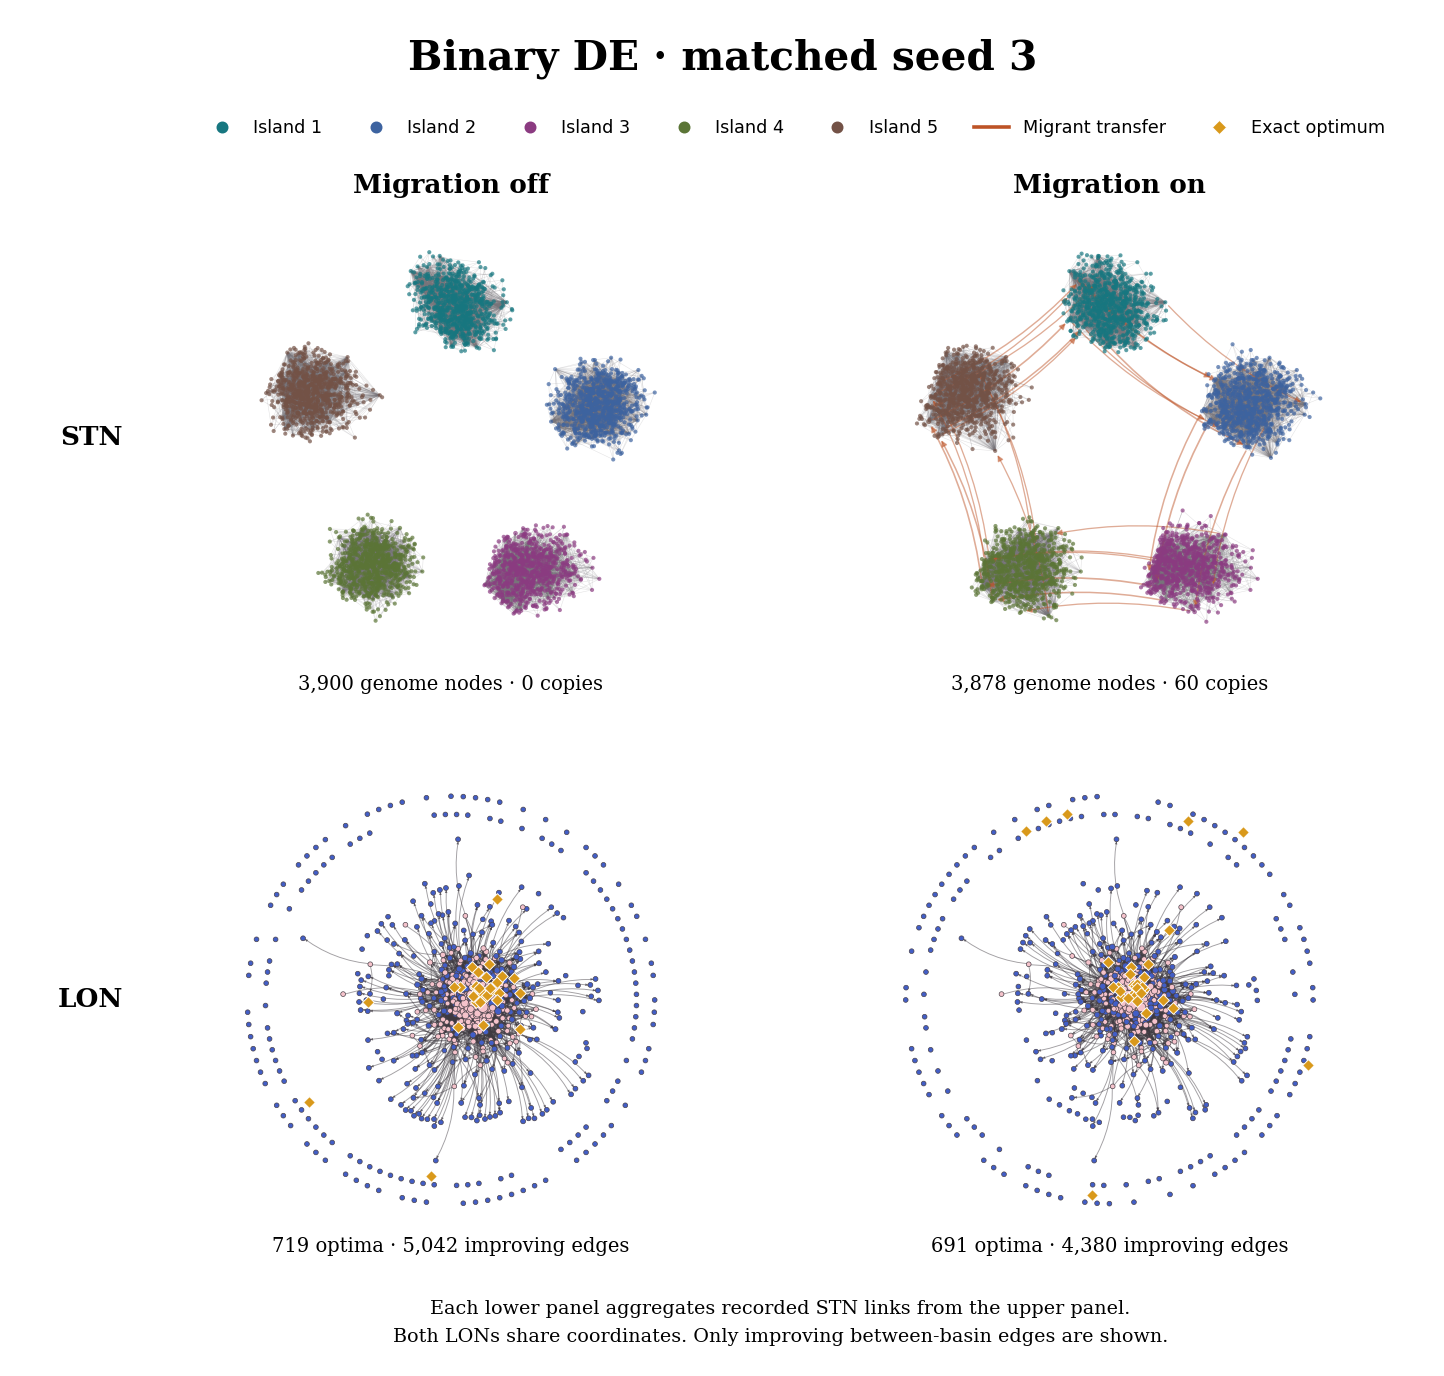 Binary DE · matched seed 3
Island 1 Island 2 Island 3 Island 4 Island 5 Migrant transfer Exact optimum
Migration off Migration on
STN
3,900 genome nodes · 0 copies 3,878 genome nodes · 60 copies
LON
719 optima · 5,042 improving edges 691 optima · 4,380 improving edges
Each lower panel aggregates recorded STN links from the upper panel.
Both LONs share coordinates. Only improving between-basin edges are shown.